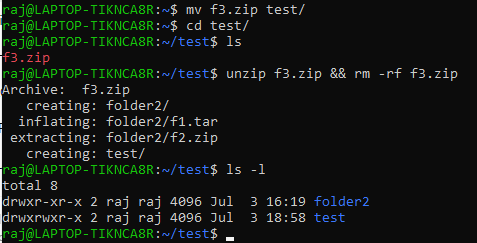 raj@LAPTOP-TIKNCA8R:~$ mv f3.zip test/
raj@LAPTOP-TIKNCA8R:~$ cd test/
raj@LAPTOP-TIKNCA8R:~/test$ ls
f3.zip
raj@LAPTOP-TIKNCA8R:~/test$ unzip f3.zip && rm -rf f3.zip
Archive:  f3.zip
   creating: folder2/
  inflating: folder2/f1.tar
 extracting: folder2/f2.zip
   creating: test/
raj@LAPTOP-TIKNCA8R:~/test$ ls -l
total 8
drwxr-xr-x 2 raj raj 4096 Jul  3 16:19 folder2
drwxrwxr-x 2 raj raj 4096 Jul  3 18:58 test
raj@LAPTOP-TIKNCA8R:~/test$